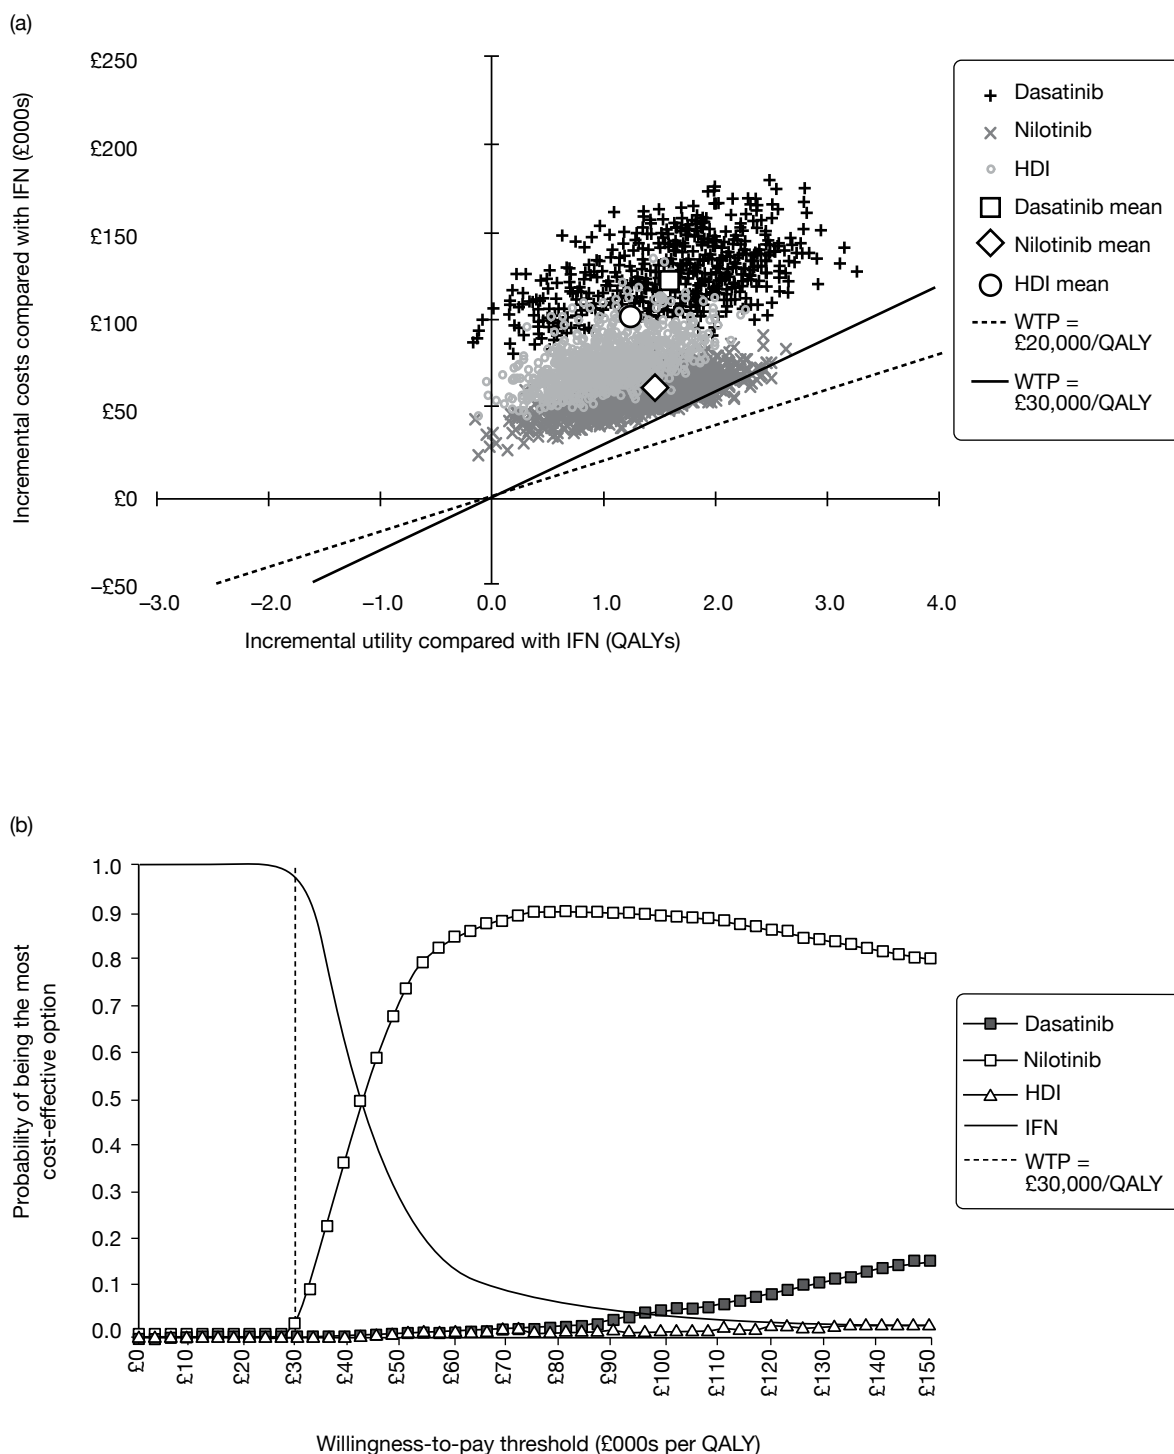 (a)
£250
£200
£150
£100
£50
£0
–£50
Incremental costs compared with IFN (£000s)
–3.0
–2.0
–1.0
0.0
1.0
2.0
3.0
4.0
Incremental utility compared with IFN (QALYs)
Dasatinib
Nilotinib
HDI
Dasatinib mean
Nilotinib mean
HDI mean
WTP =
£20,000/QALY
WTP =
£30,000/QALY
(b)
1.0
0.9
0.8
0.7
0.6
0.5
0.4
0.3
0.2
0.1
0.0
Probability of being the most
cost-effective option
£0
£10
£20
£30
£40
£50
£60
£70
£80
£90
£100
£110
£120
£130
£140
£150
Willingness-to-pay threshold (£000s per QALY)
Dasatinib
Nilotinib
HDI
IFN
WTP =
£30,000/QALY